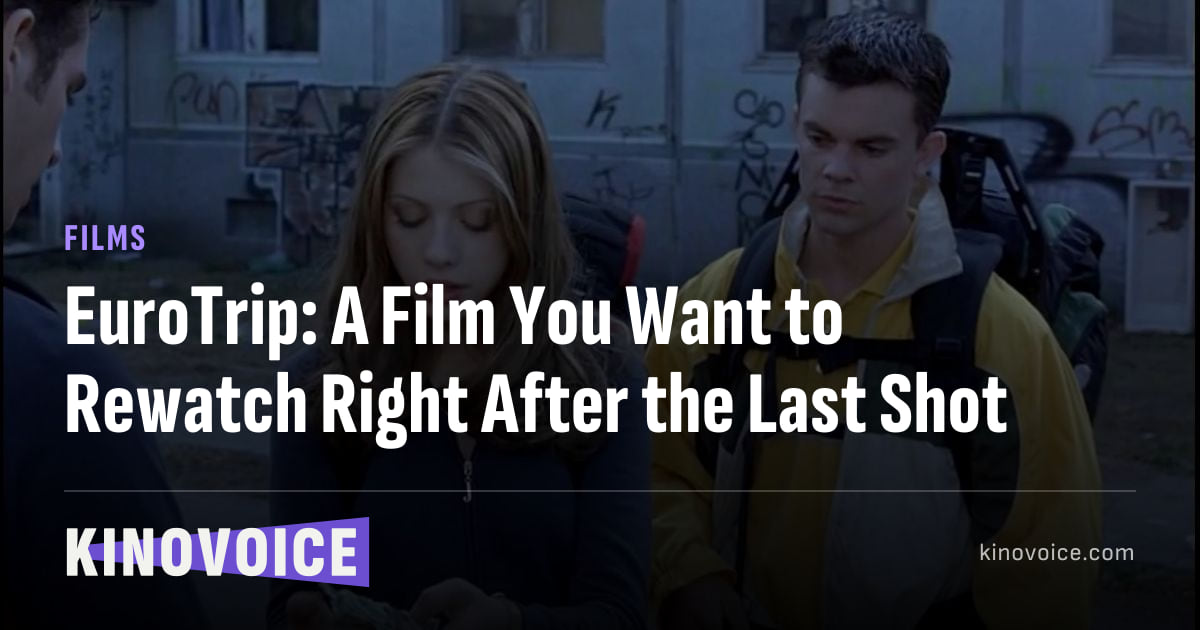 FILMS
EuroTrip: A Film You Want to
Rewatch Right After the Last Shot
KINOVOICE
kinovoice.com